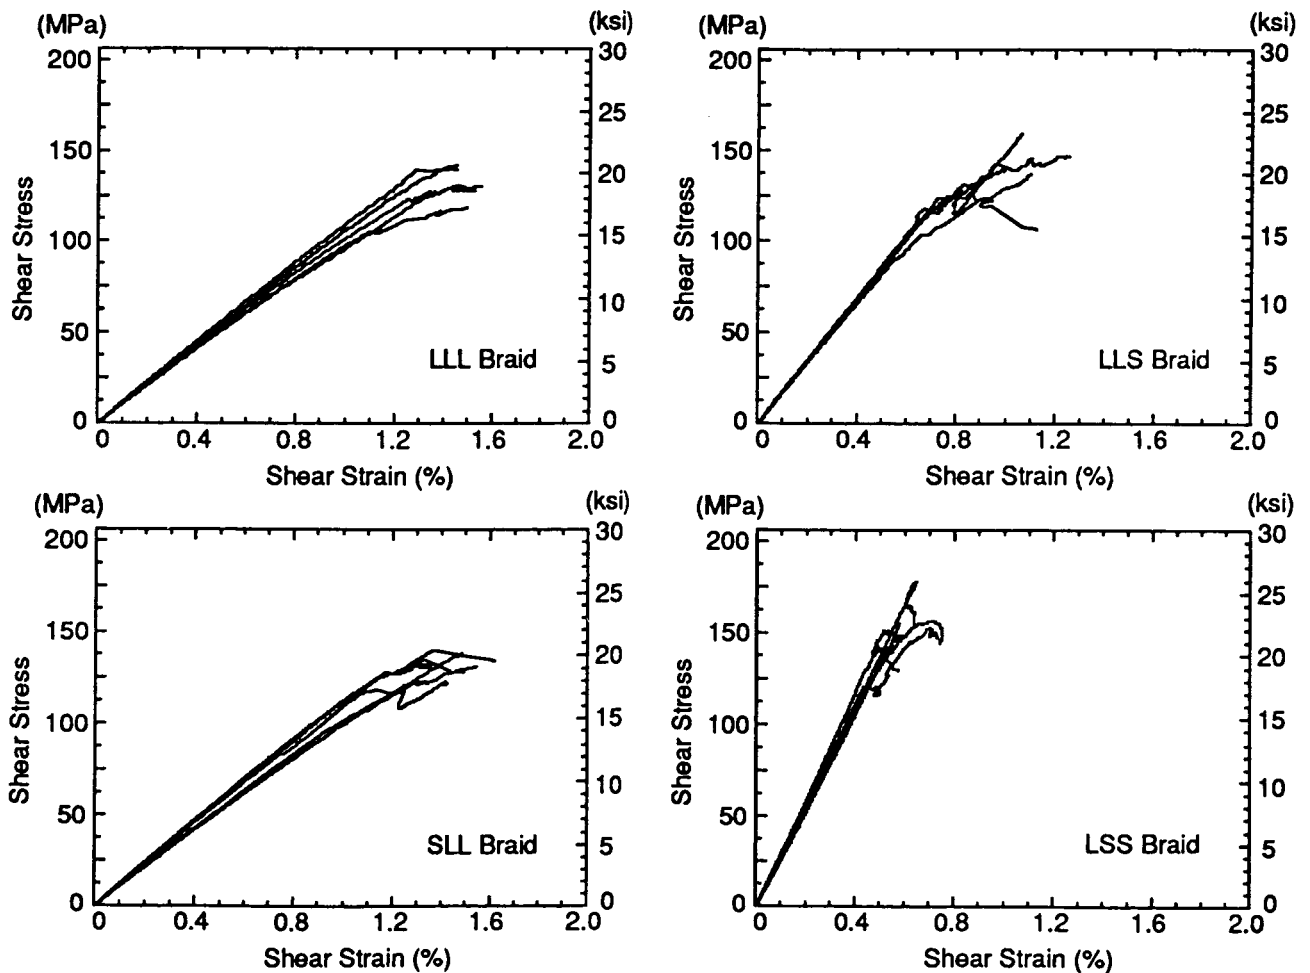 (MPa) (ksi)
200 30
25
150 20
100 15
10
50 5
0 0
Shear Stress
LLL Braid
0 0.4 0.8 1.2 1.6 2.0
Shear Strain (%)
(MPa) (ksi)
200 30
25
150 20
100 15
10
50 5
0 0
Shear Stress
LLS Braid
0 0.4 0.8 1.2 1.6 2.0
Shear Strain (%)
(MPa) (ksi)
200 30
25
150 20
100 15
10
50 5
0 0
Shear Stress
SLL Braid
0 0.4 0.8 1.2 1.6 2.0
Shear Strain (%)
(MPa) (ksi)
200 30
25
150 20
100 15
10
50 5
0 0
Shear Stress
LSS Braid
0 0.4 0.8 1.2 1.6 2.0
Shear Strain (%)